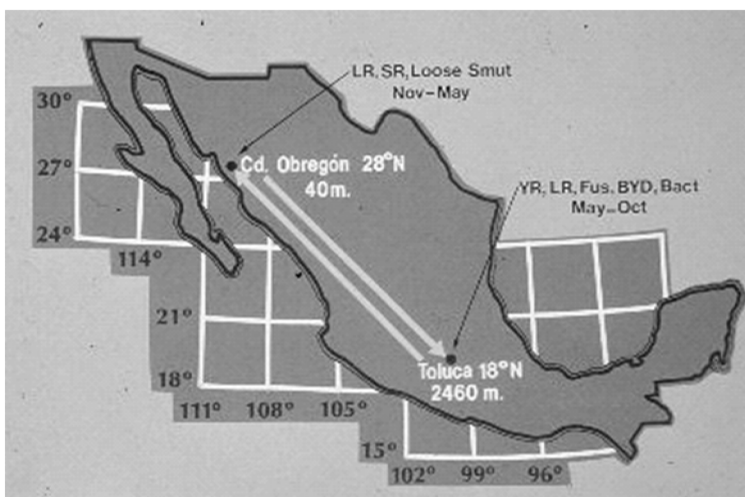 LR, SR, Loose Smut
Nov-May
30°
27°
24°
Cd. Obregón 28°N
40 m.
YR, LR, Fus, BYD, Bact
May-Oct
114°
21°
18°
Toluca 18°N
2460 m.
111° 108° 105°
15°
102° 99° 96°